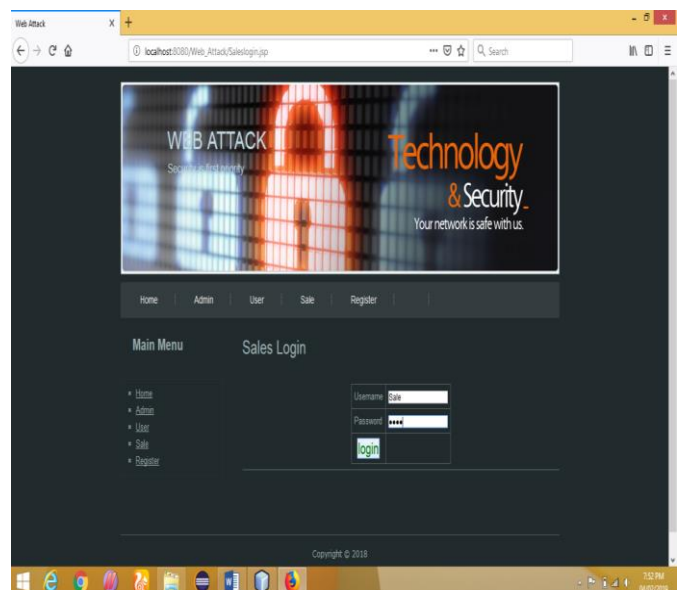 Web Attack
localhost:8080/Web_Attack/Saleslogin.jsp
Search
WEB ATTACK
Technology
& Security_
Your network is safe with us.
Home Admin User Sale Register
Main Menu
Sales Login
Home
Admin
User
Sale
Register
Username Sale
Password ••••
login
Copyright © 2018
7:52 PM